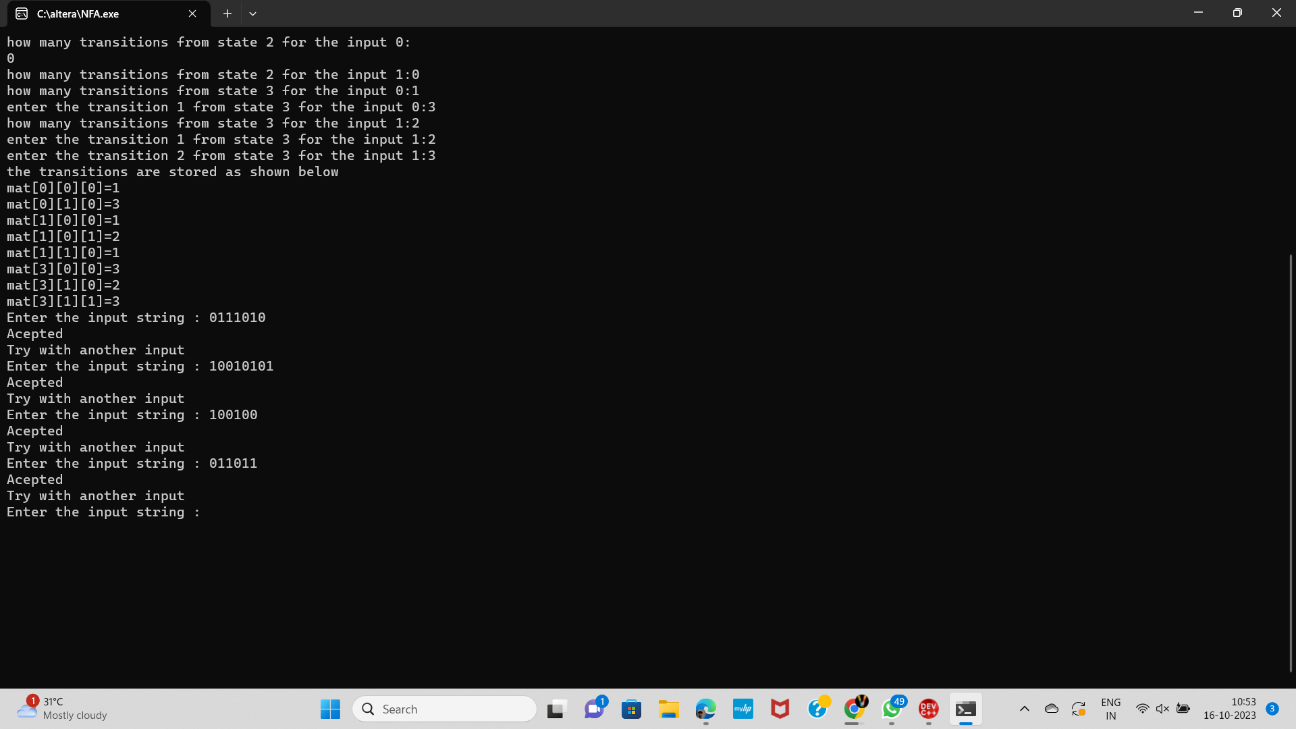 C:\altera\NFA.exe
how many transitions from state 2 for the input 0:
0
how many transitions from state 2 for the input 1:0
how many transitions from state 3 for the input 0:1
enter the transition 1 from state 3 for the input 0:3
how many transitions from state 3 for the input 1:2
enter the transition 1 from state 3 for the input 1:2
enter the transition 2 from state 3 for the input 1:3
the transitions are stored as shown below
mat[0][0][0]=1
mat[0][1][0]=3
mat[1][0][0]=1
mat[1][0][1]=2
mat[1][1][0]=1
mat[3][0][0]=3
mat[3][1][0]=2
mat[3][1][1]=3
Enter the input string : 0111010
Acepted
Try with another input
Enter the input string : 10010101
Acepted
Try with another input
Enter the input string : 100100
Acepted
Try with another input
Enter the input string : 011011
Acepted
Try with another input
Enter the input string :
1
31°C
Mostly cloudy
Search
1
myhp
V
49
DEV
C++
ENG
IN
10:53
16-10-2023
3